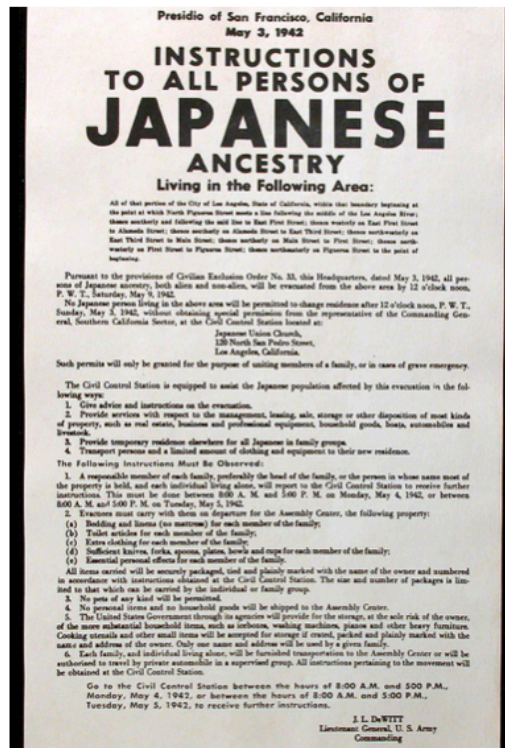 Presidio of San Francisco, California
May 3, 1942
INSTRUCTIONS
TO ALL PERSONS OF
JAPANESE
ANCESTRY
Living in the Following Area:
All of that portion of the City of Los Angeles, State of California, within that boundary beginning at
the point at which North Figueroa Street meets a line following the middle of the Los Angeles River;
thence southerly and following the said line to East First Street; thence westerly on East First Street
to Alameda Street; thence southerly on Alameda Street to East Third Street; thence northwesterly on
East Third Street to Main Street; thence northerly on Main Street to First Street; thence north-
westerly on First Street to Figueroa Street; thence northeasterly on Figueroa Street to the point of
beginning.
Pursuant to the provisions of Civilian Exclusion Order No. 33, this Headquarters, dated May 3, 1942, all per-
sons of Japanese ancestry, both alien and non-alien, will be evacuated from the above area by 12 o'clock noon,
P. W. T., Saturday, May 9, 1942.
No Japanese person living in the above area will be permitted to change residence after 12 o'clock noon, P. W. T.,
Sunday, May 3, 1942, without obtaining special permission from the representative of the Commanding Gen-
eral, Southern California Sector, at the Civil Control Station located at:
Japanese Union Church,
120 North San Pedro Street,
Los Angeles, California.
Such permits will only be granted for the purpose of uniting members of a family, or in cases of grave emergency.
The Civil Control Station is equipped to assist the Japanese population affected by this evacuation in the fol-
lowing ways:
1. Give advice and instructions on the evacuation.
2. Provide services with respect to the management, leasing, sale, storage or other disposition of most kinds
of property, such as real estate, business and professional equipment, household goods, boats, automobiles and
livestock.
3. Provide temporary residence elsewhere for all Japanese in family groups.
4. Transport persons and a limited amount of clothing and equipment to their new residence.
The Following Instructions Must Be Observed:
1. A responsible member of each family, preferably the head of the family, or the person in whose name most of
the property is held, and each individual living alone, will report to the Civil Control Station to receive further
instructions. This must be done between 8:00 A. M. and 5:00 P. M. on Monday, May 4, 1942, or between
8:00 A. M. and 5:00 P. M. on Tuesday, May 5, 1942.
2. Evacuees must carry with them on departure for the Assembly Center, the following property:
(a) Bedding and linens (no mattress) for each member of the family;
(b) Toilet articles for each member of the family;
(c) Extra clothing for each member of the family;
(d) Sufficient knives, forks, spoons, plates, bowls and cups for each member of the family;
(e) Essential personal effects for each member of the family.
All items carried will be securely packaged, tied and plainly marked with the name of the owner and numbered
in accordance with instructions obtained at the Civil Control Station. The size and number of packages is lim-
ited to that which can be carried by the individual or family group.
3. No pets of any kind will be permitted.
4. No personal items and no household goods will be shipped to the Assembly Center.
5. The United States Government through its agencies will provide for the storage, at the sole risk of the owner,
of the more substantial household items, such as iceboxes, washing machines, pianos and other heavy furniture.
Cooking utensils and other small items will be accepted for storage if crated, packed and plainly marked with the
name and address of the owner. Only one name and address will be used by a given family.
6. Each family, and individual living alone, will be furnished transportation to the Assembly Center or will be
authorized to travel by private automobile in a supervised group. All instructions pertaining to the movement will
be obtained at the Civil Control Station.
Go to the Civil Control Station between the hours of 8:00 A.M. and 500 P.M.,
Monday, May 4, 1942, or between the hours of 8:00 A.M. and 5:00 P.M.,
Tuesday, May 5, 1942, to receive further instructions.
J. L. DeWITT
Lieutenant General, U. S. Army
Commanding